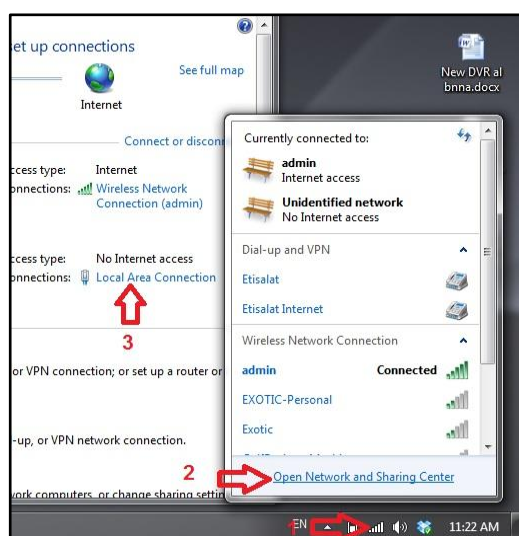 et up connections
See full map
Internet
Connect or disconn
ccess type: Internet
onnections: Wireless Network
Connection (admin)
ccess type: No Internet access
onnections: Local Area Connection
3
or VPN connection; or set up a router or
-up, or VPN network connection.
work computers, or change sharing settin
New DVR al
bnna.docx
Currently connected to:
admin
Internet access
Unidentified network
No Internet access
Dial-up and VPN
Etisalat
Etisalat Internet
Wireless Network Connection
admin Connected
EXOTIC-Personal
Exotic
2
Open Network and Sharing Center
EN
1
11:22 AM